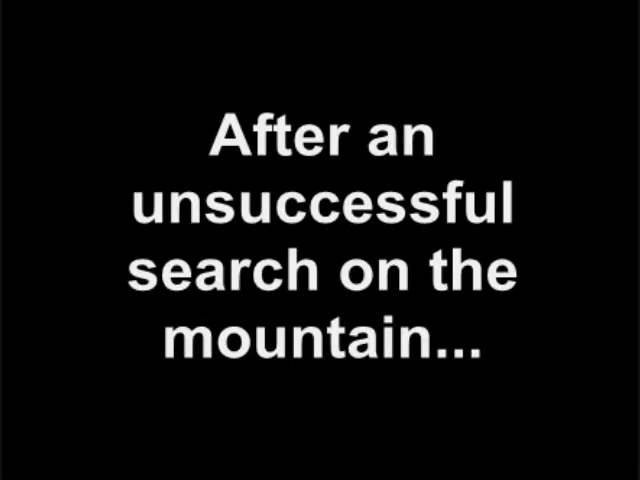 After an
unsuccessful
search on the
mountain...